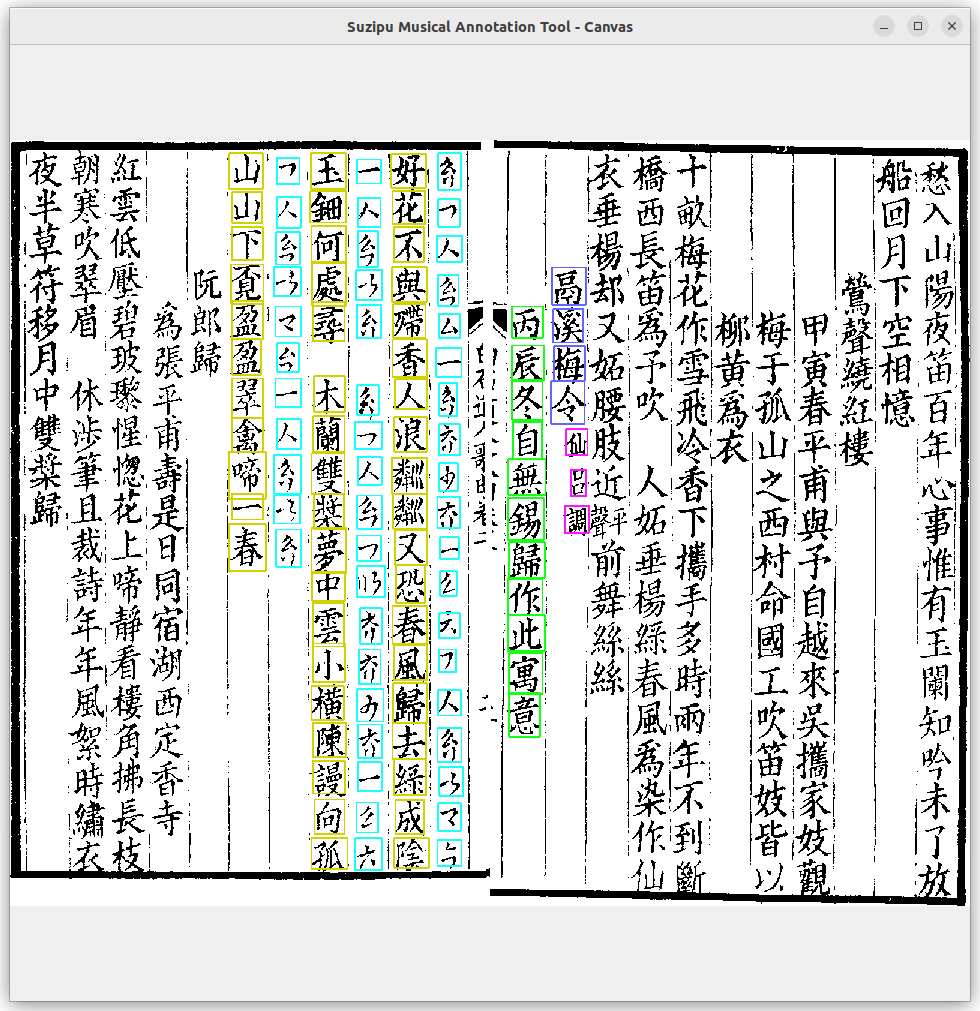 Suzipu Musical Annotation Tool - Canvas
愁入山陽夜笛百年心事惟有玉闌知吟未了放
船回月下空相憶
鶯聲繞紅樓
甲寅春平甫與予自越來吳攜家妓觀
梅于孤山之西村命國工吹笛妓皆以
柳黃爲衣
十畝梅花作雪飛冷香下攜手多時兩年不到斷
橋西長笛爲予吹 人妬垂楊綠春風爲染作仙
衣垂楊却又妬腰肢近平聲前舞絲絲
鬲溪梅令 仙呂調
丙辰冬自無錫歸作此寓意
好花不與殢香人浪粼粼又恐春風歸去綠成陰
玉鈿何處尋 木蘭雙槳夢中雲小橫陳謾向孤
山山下覓盈盈翠禽啼一春
阮郎歸
爲張平甫壽是日同宿湖西定香寺
紅雲低壓碧玻瓈惺憁花上啼靜看樓角拂長枝
朝寒吹翠眉 休涉筆且裁詩年年風絮時繡衣
夜半草符移月中雙槳歸